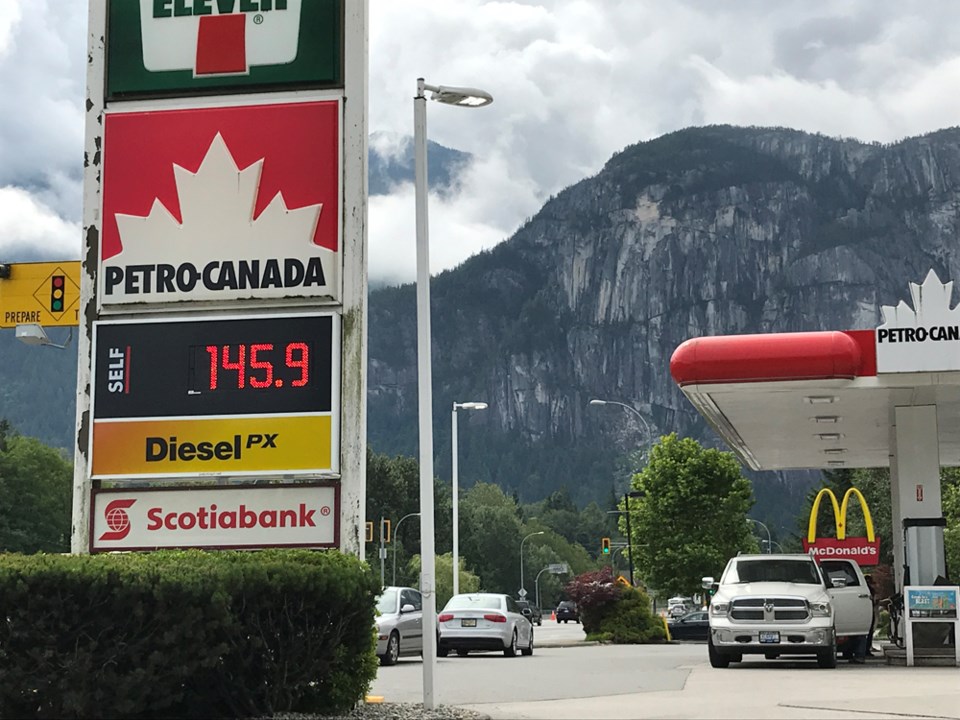 ELEVEN
®
PETRO-CANADA
PREPARE T
SELF
145.9
Diesel PX
Scotiabank®
PETRO-CAN
McDonald's